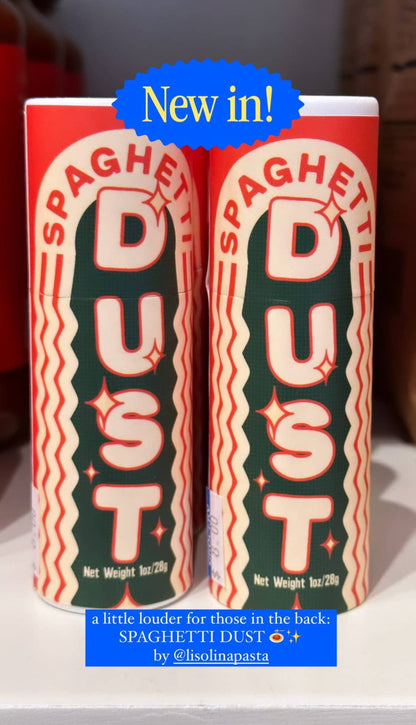 New in!
SPAGHETTI
DUST
Net Weight 1oz/28g
SPAGHETTI
DUST
Net Weight 1oz/28g
a little louder for those in the back:
SPAGHETTI DUST 🍝✨
by @lisolinapasta